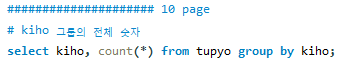 ##################### 10 page
# kiho 그룹의 전체 숫자
select kiho, count(*) from tupyo group by kiho;